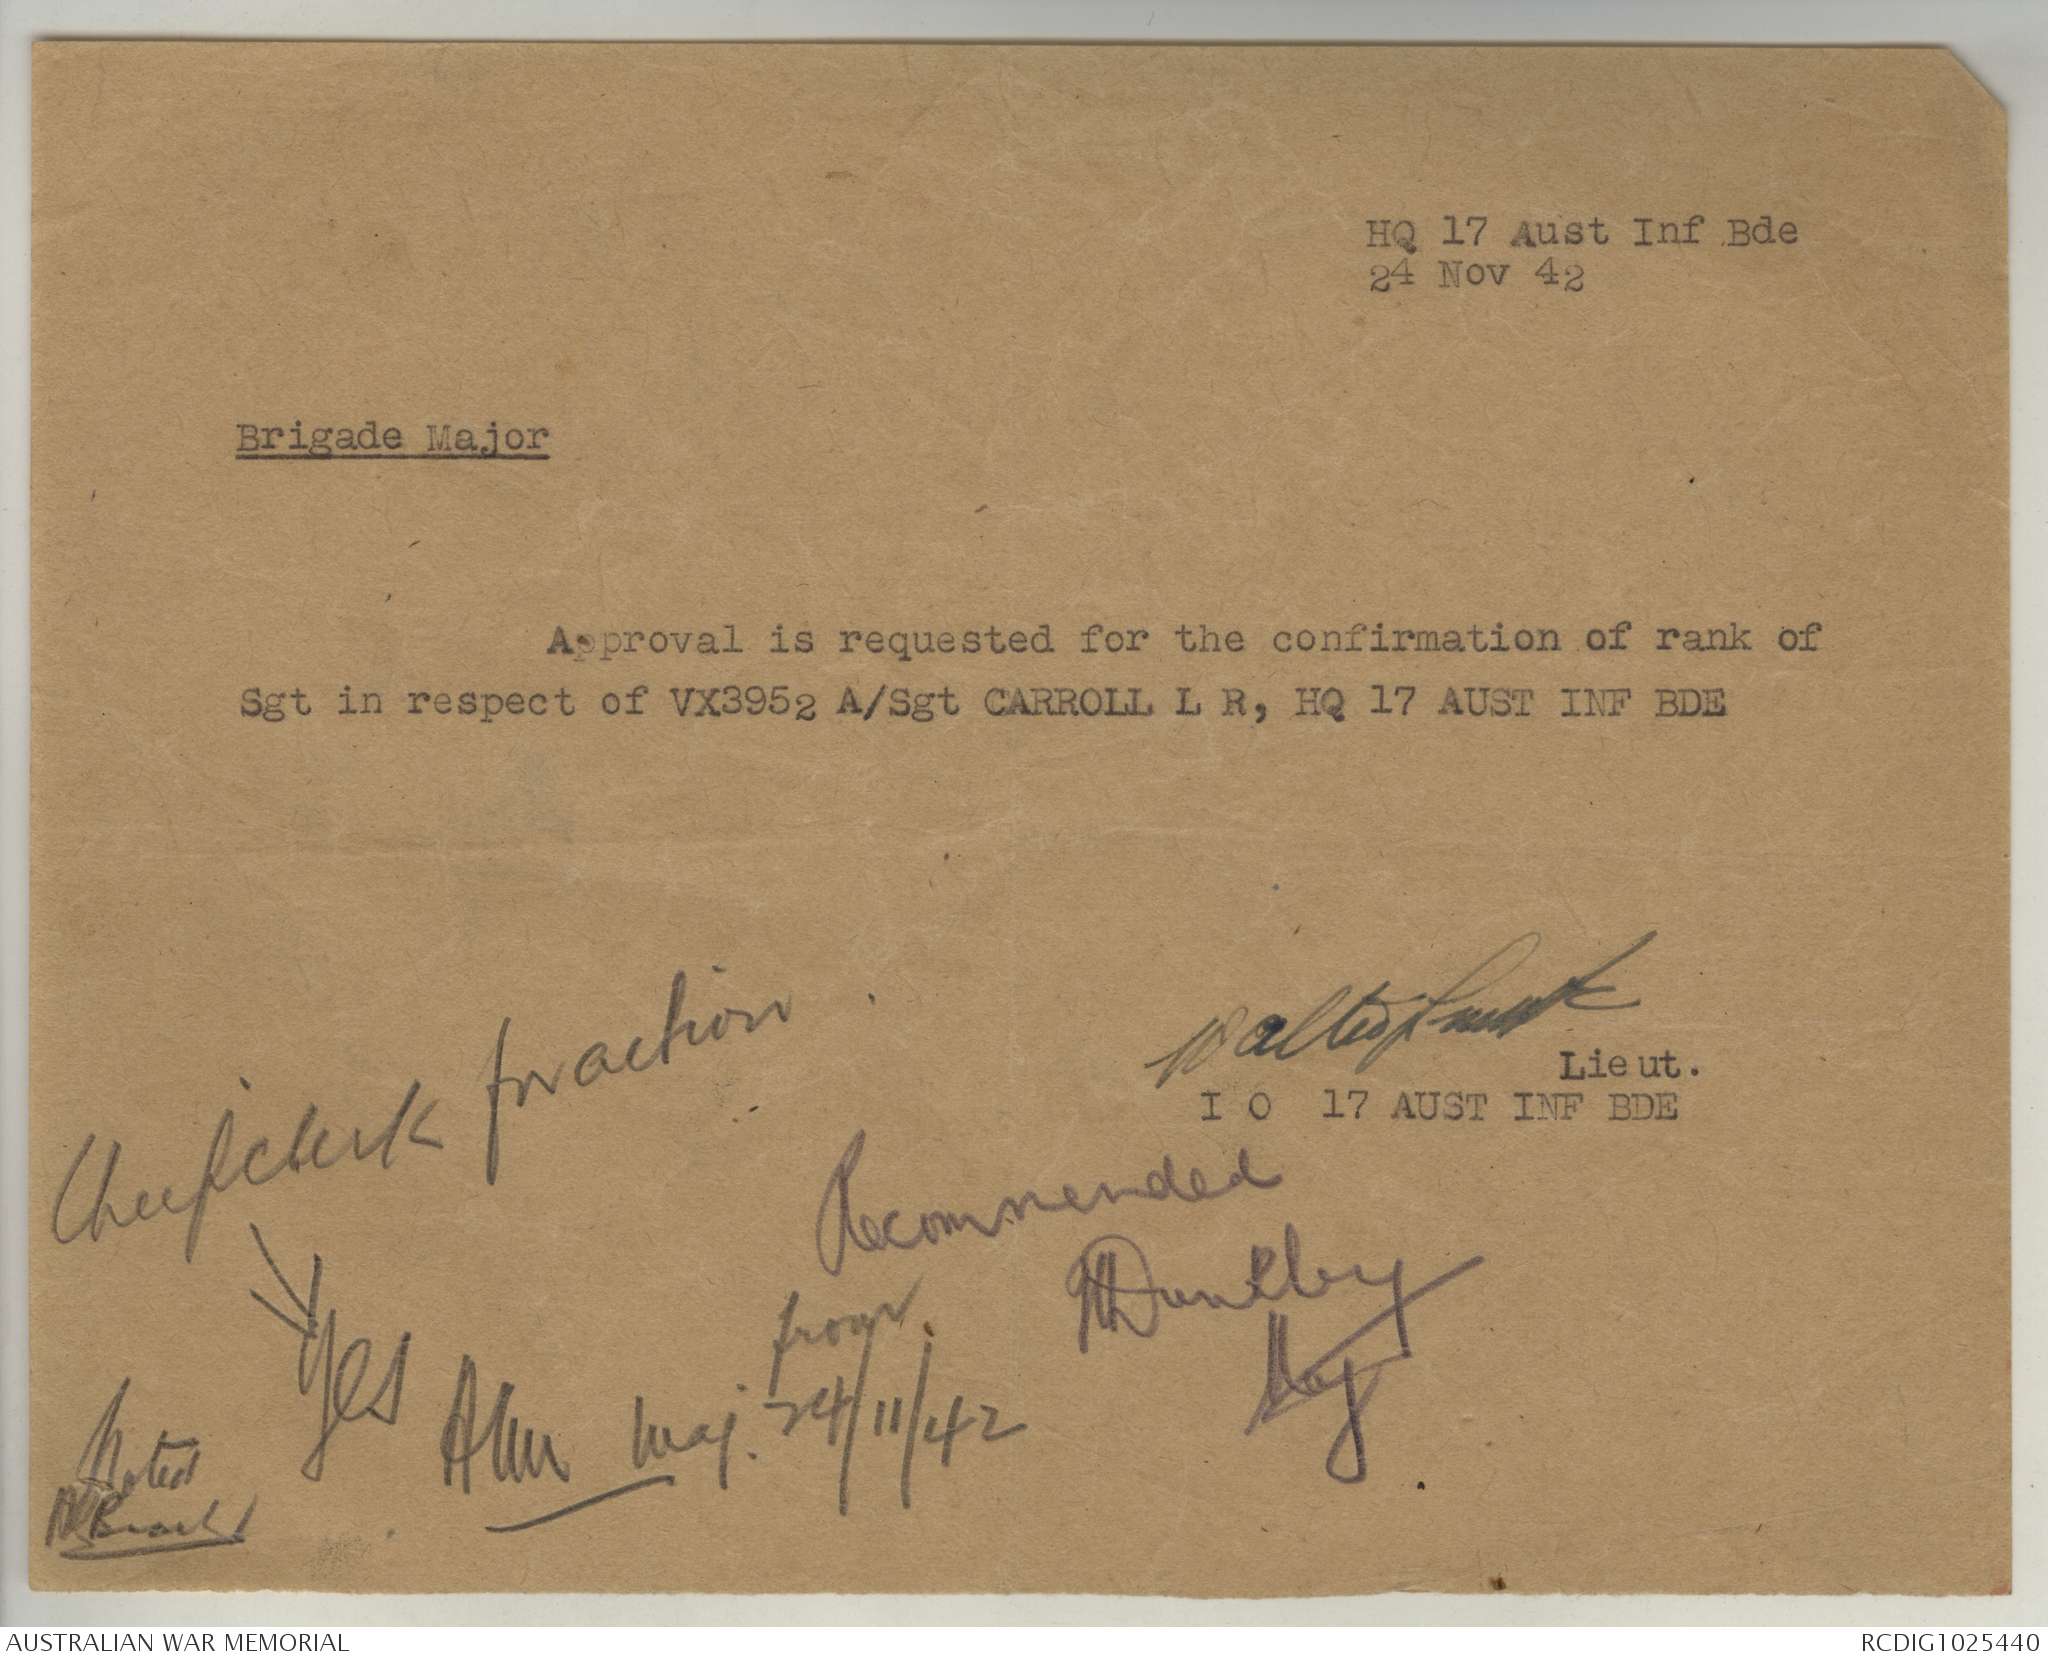 HQ 17 Aust Inf Bde
24 Nov 42
Brigade Major
Approval is requested for the confirmation of rank of
Sgt in respect of VX3952 A/Sgt CARROLL L R, HQ 17 AUST INF BDE
Lieut.
I O 17 AUST INF BDE
Chief clerk for action.
Recommended
Dunkley
Maj
Yes
Maj.
from
24/11/42
Noted
AUSTRALIAN WAR MEMORIAL
RCDIG1025440